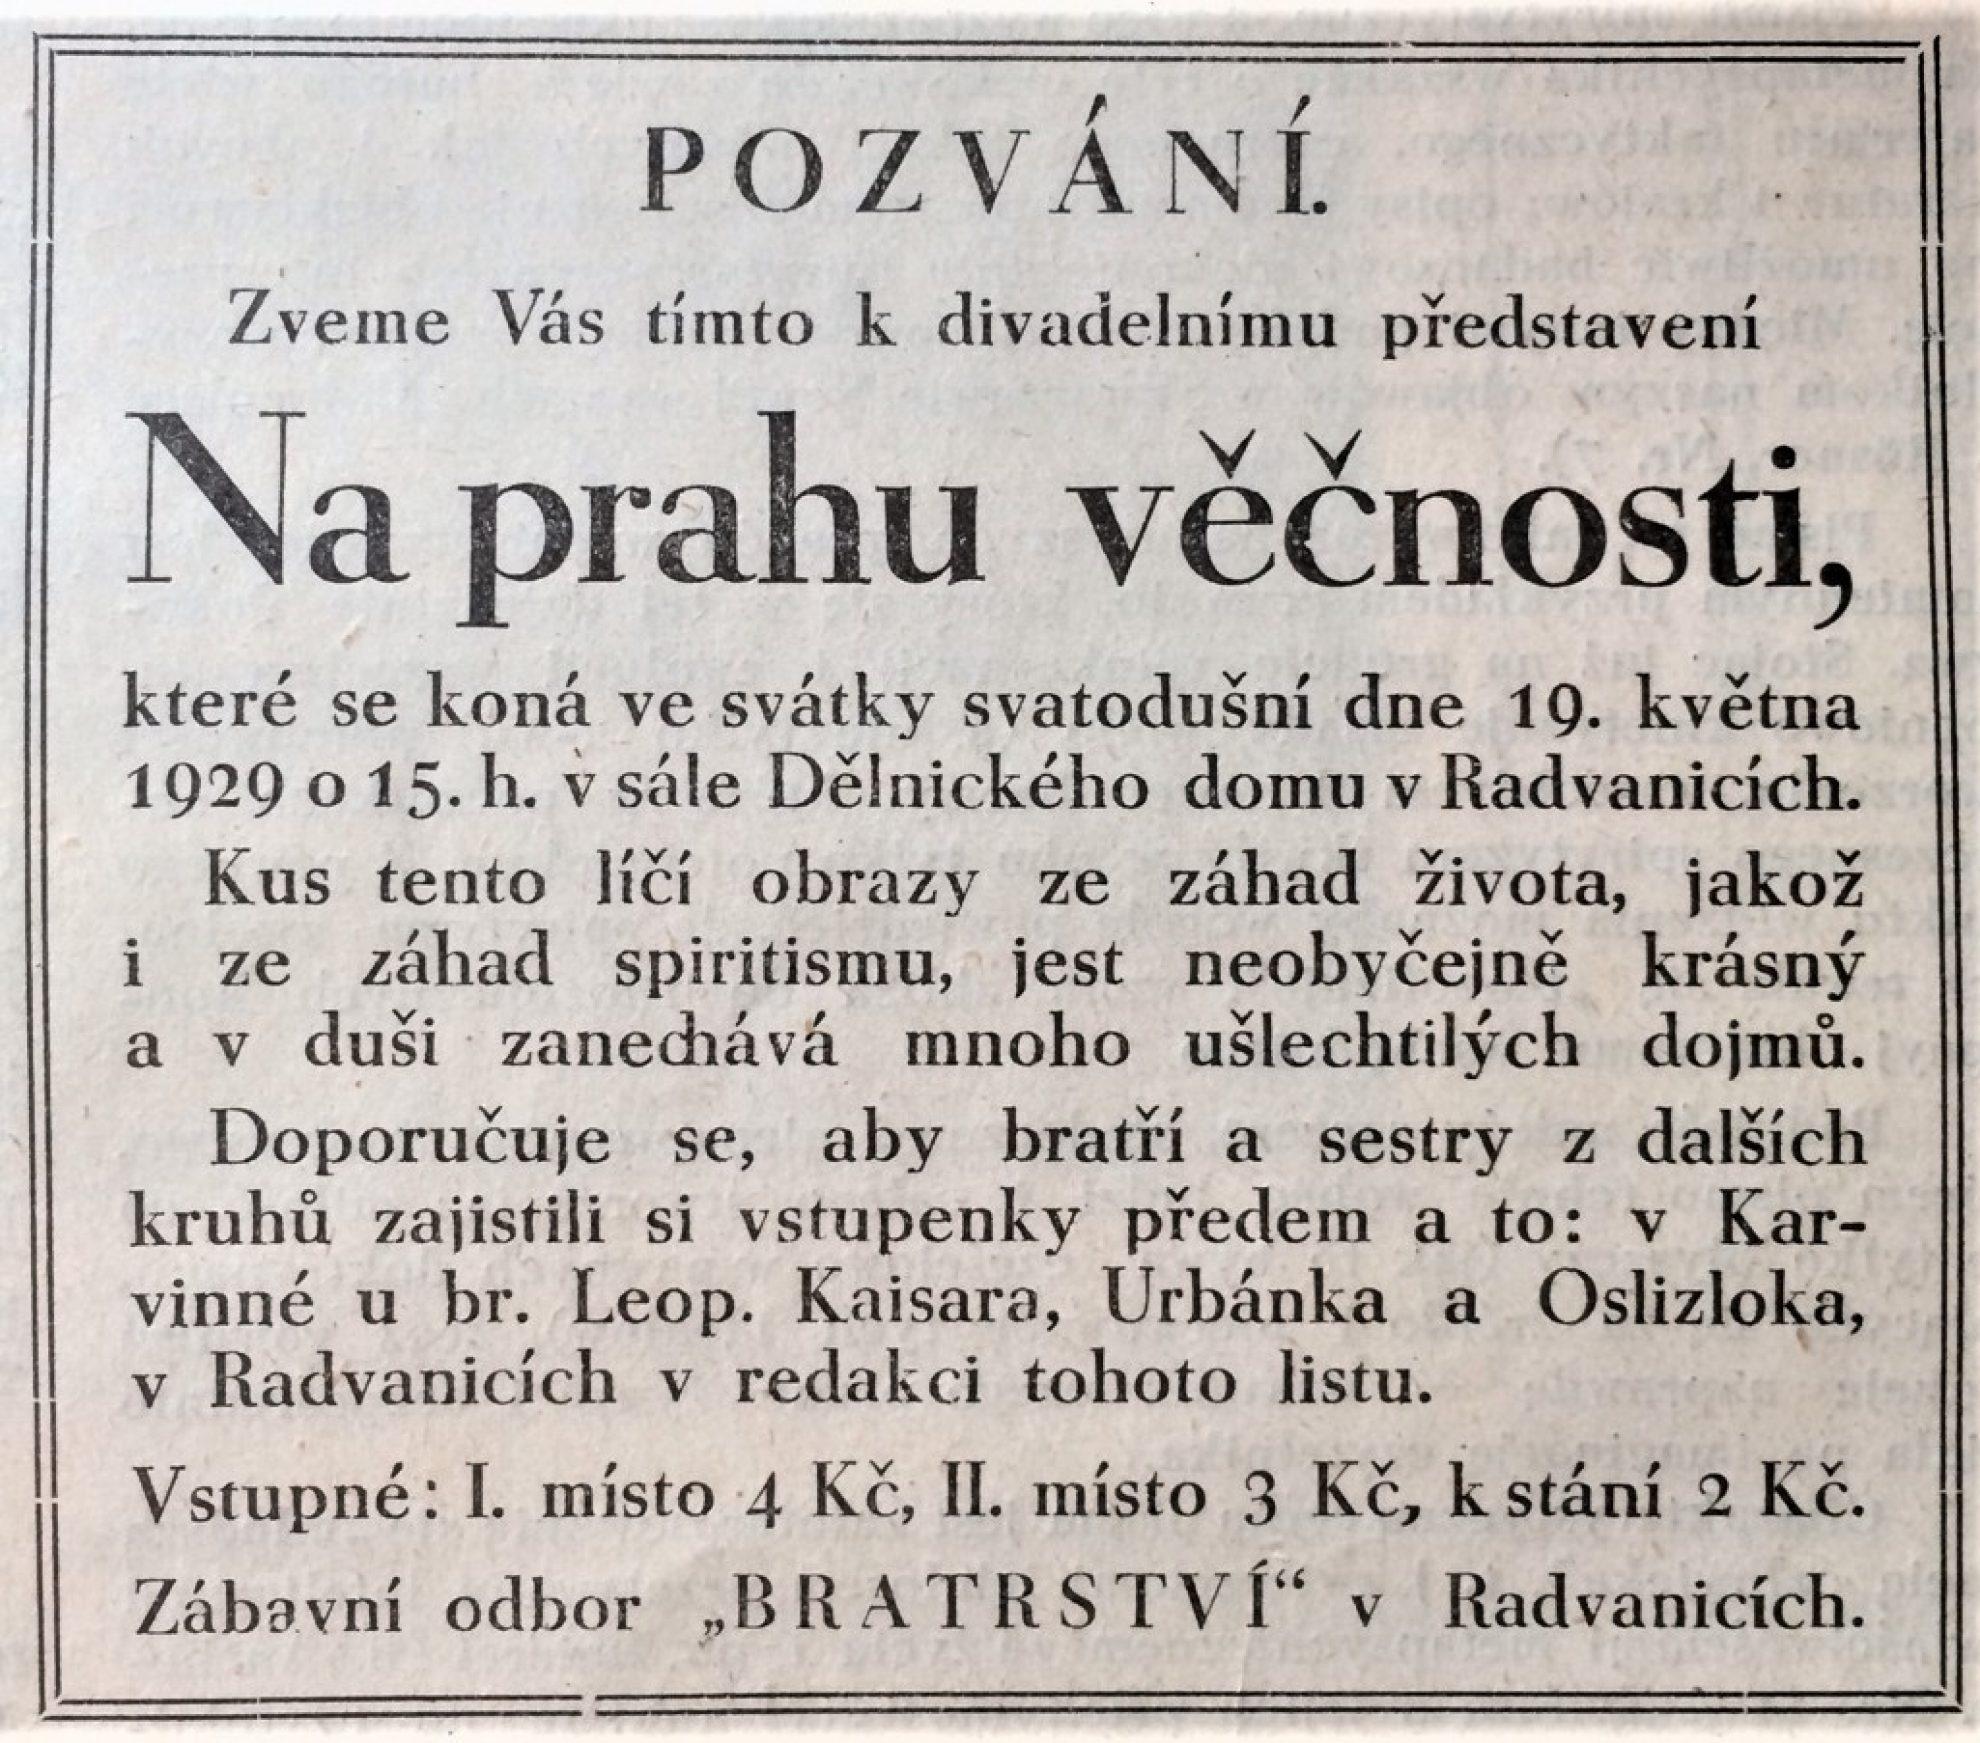 POZVÁNÍ.
Zveme Vás tímto k divadelnímu představení
Na prahu věčnosti,
které se koná ve svátky svatodušní dne 19. května
1929 o 15. h. v sále Dělnického domu v Radvanicích.
Kus tento líčí obrazy ze záhad života, jakož
i ze záhad spiritismu, jest neobyčejně krásný
a v duši zanechává mnoho ušlechtilých dojmů.
Doporučuje se, aby bratří a sestry z dalších
kruhů zajistili si vstupenky předem a to: v Kar-
vinné u br. Leop. Kaisara, Urbánka a Oslizloka,
v Radvanicích v redakci tohoto listu.
Vstupné: I. místo 4 Kč, II. místo 3 Kč, k stání 2 Kč.
Zábavní odbor „BRATRSTVÍ“ v Radvanicích.